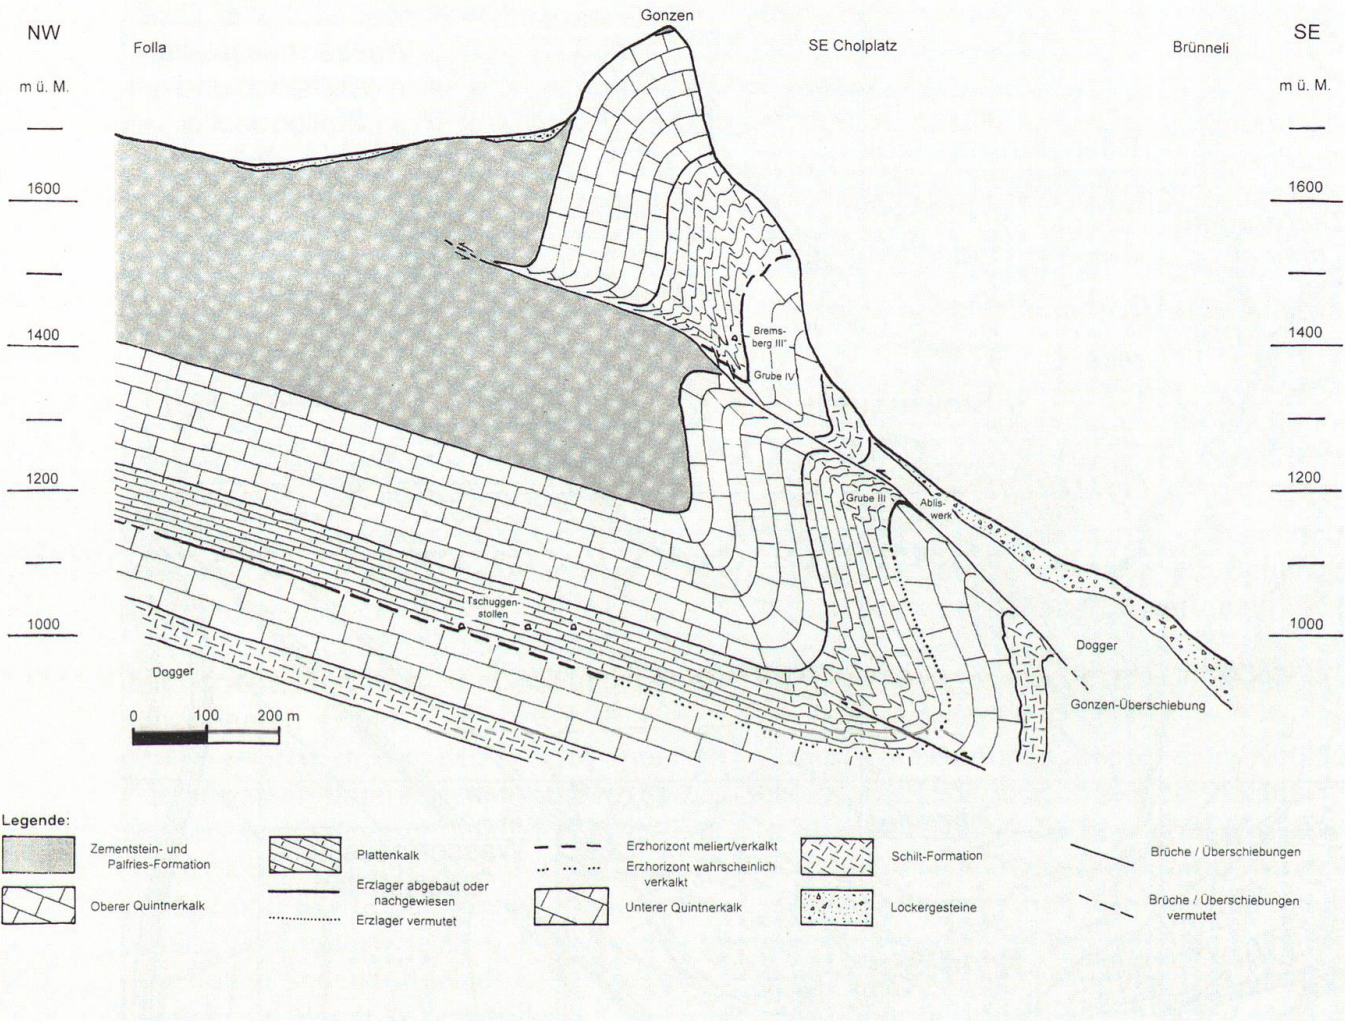 NW
Folla
Gonzen
SE Cholplatz
Brünneli
SE
m ü. M.
m ü. M.
1600
1600
1400
1400
1200
1200
1000
1000
Brems-
berg III"
Grube IV
Grube III
Ablis-
werk
Tschuggen-
stollen
Dogger
Dogger
Gonzen-Überschiebung
0 100 200 m
Legende:
Zementstein- und
Palfries-Formation
Oberer Quintnerkalk
Plattenkalk
Erzlager abgebaut oder
nachgewiesen
Erzlager vermutet
Erzhorizont meliert/verkalkt
Erzhorizont wahrscheinlich
verkalkt
Unterer Quintnerkalk
Schilt-Formation
Lockergesteine
Brüche / Überschiebungen
Brüche / Überschiebungen
vermutet